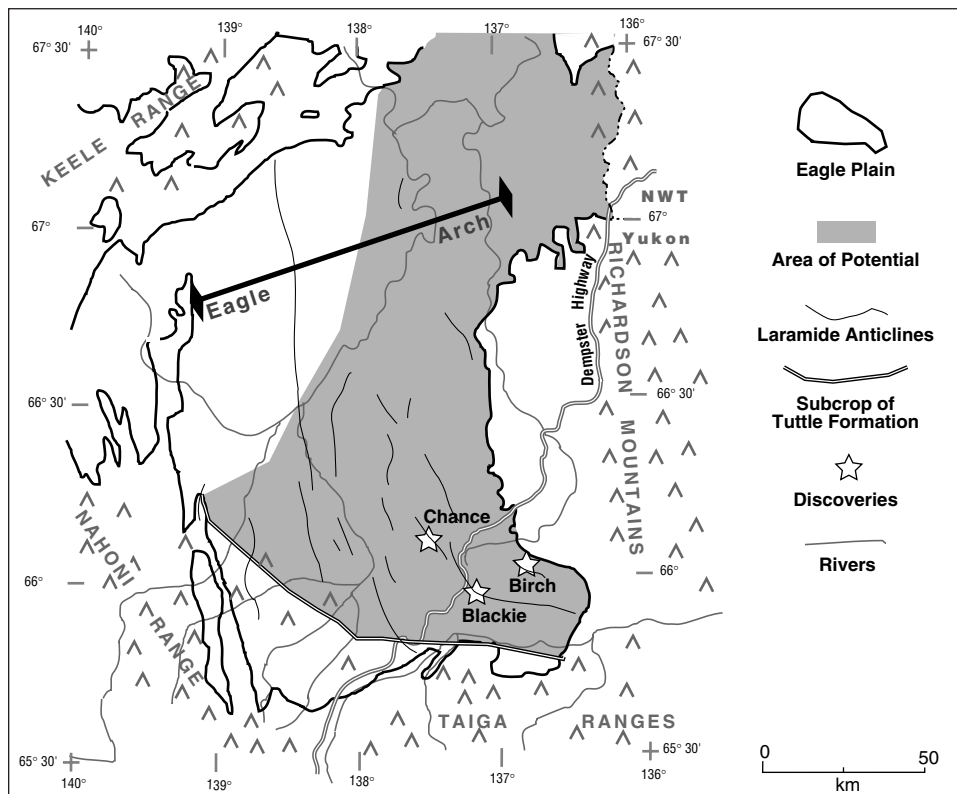 140°
139°
138°
137°
136°
67° 30'
67° 30'
KEELE RANGE
Eagle Plain
NWT
67°
67°
Yukon
Arch
Eagle
Area of Potential
Dempster Highway
RICHARDSON MOUNTAINS
Laramide Anticlines
66° 30'
66° 30'
Subcrop of
Tuttle Formation
Chance
Discoveries
NAHONI RANGE
66°
66°
Birch
Blackie
Rivers
TAIGA RANGES
65° 30'
65° 30'
140°
139°
138°
137°
136°
0
50
km